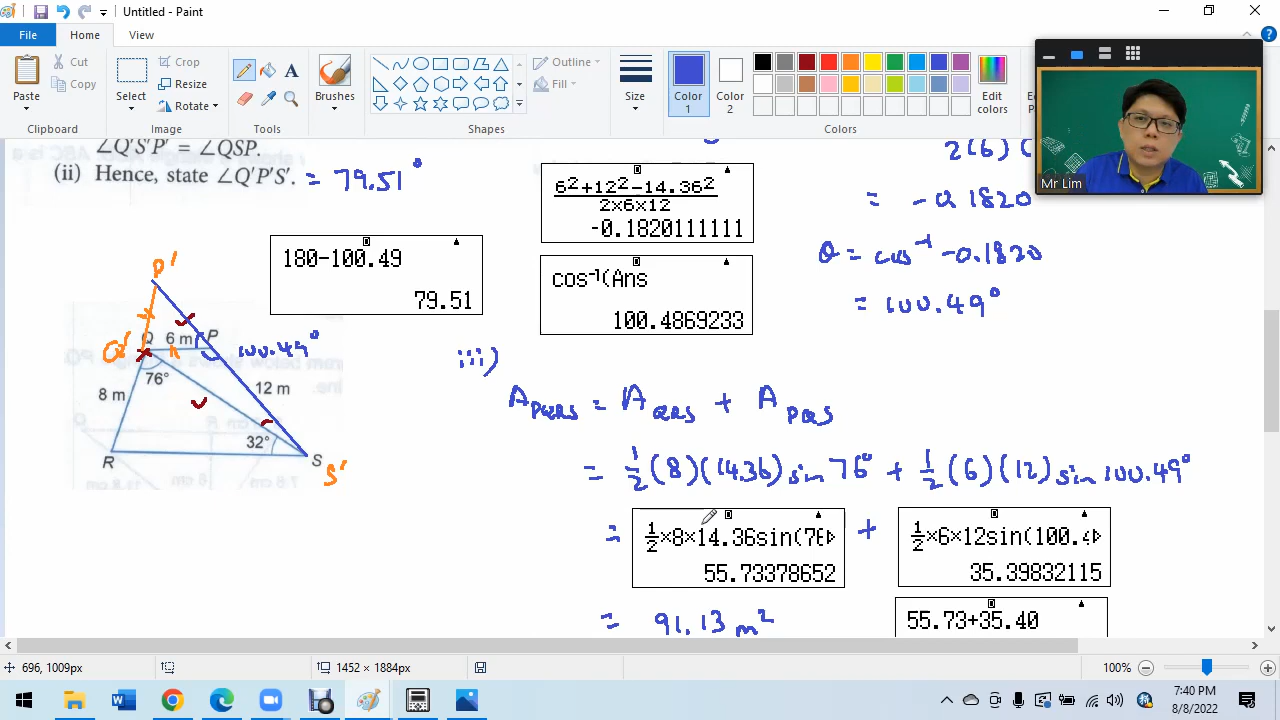 Untitled - Paint
File
Home
View
Paste
Cut
Copy
Clipboard
Select
Crop
Resize
Rotate
Image
A
Tools
Brushes
Outline
Fill
Shapes
Size
Color 1
Color 2
Colors
Edit colors
Mr Lim
∠Q'S'P' = ∠QSP.
(ii) Hence, state ∠Q'P'S'. = 79.51°
180-100.49
79.51
6²+12²-14.36²
2×6×12
-0.1820111111
cos⁻¹(Ans
100.4869233
2(6)(
= -0.1820
θ = cos⁻¹ -0.1820
= 100.49°
P'
Q'
Q 6 m P
100.49°
76°
8 m
12 m
32°
R
S
S'
iii)
A PQRS = A QRS + A PQS
= 1/2 (8)(14.36) sin 76° + 1/2 (6)(12) sin 100.49°
=
1/2×8×14.36sin(76
55.73378652
+
1/2×6×12sin(100.4
35.39832115
= 91.13 m²
55.73+35.40
696, 1009px
1452 × 1884px
100%
7:40 PM
8/8/2022